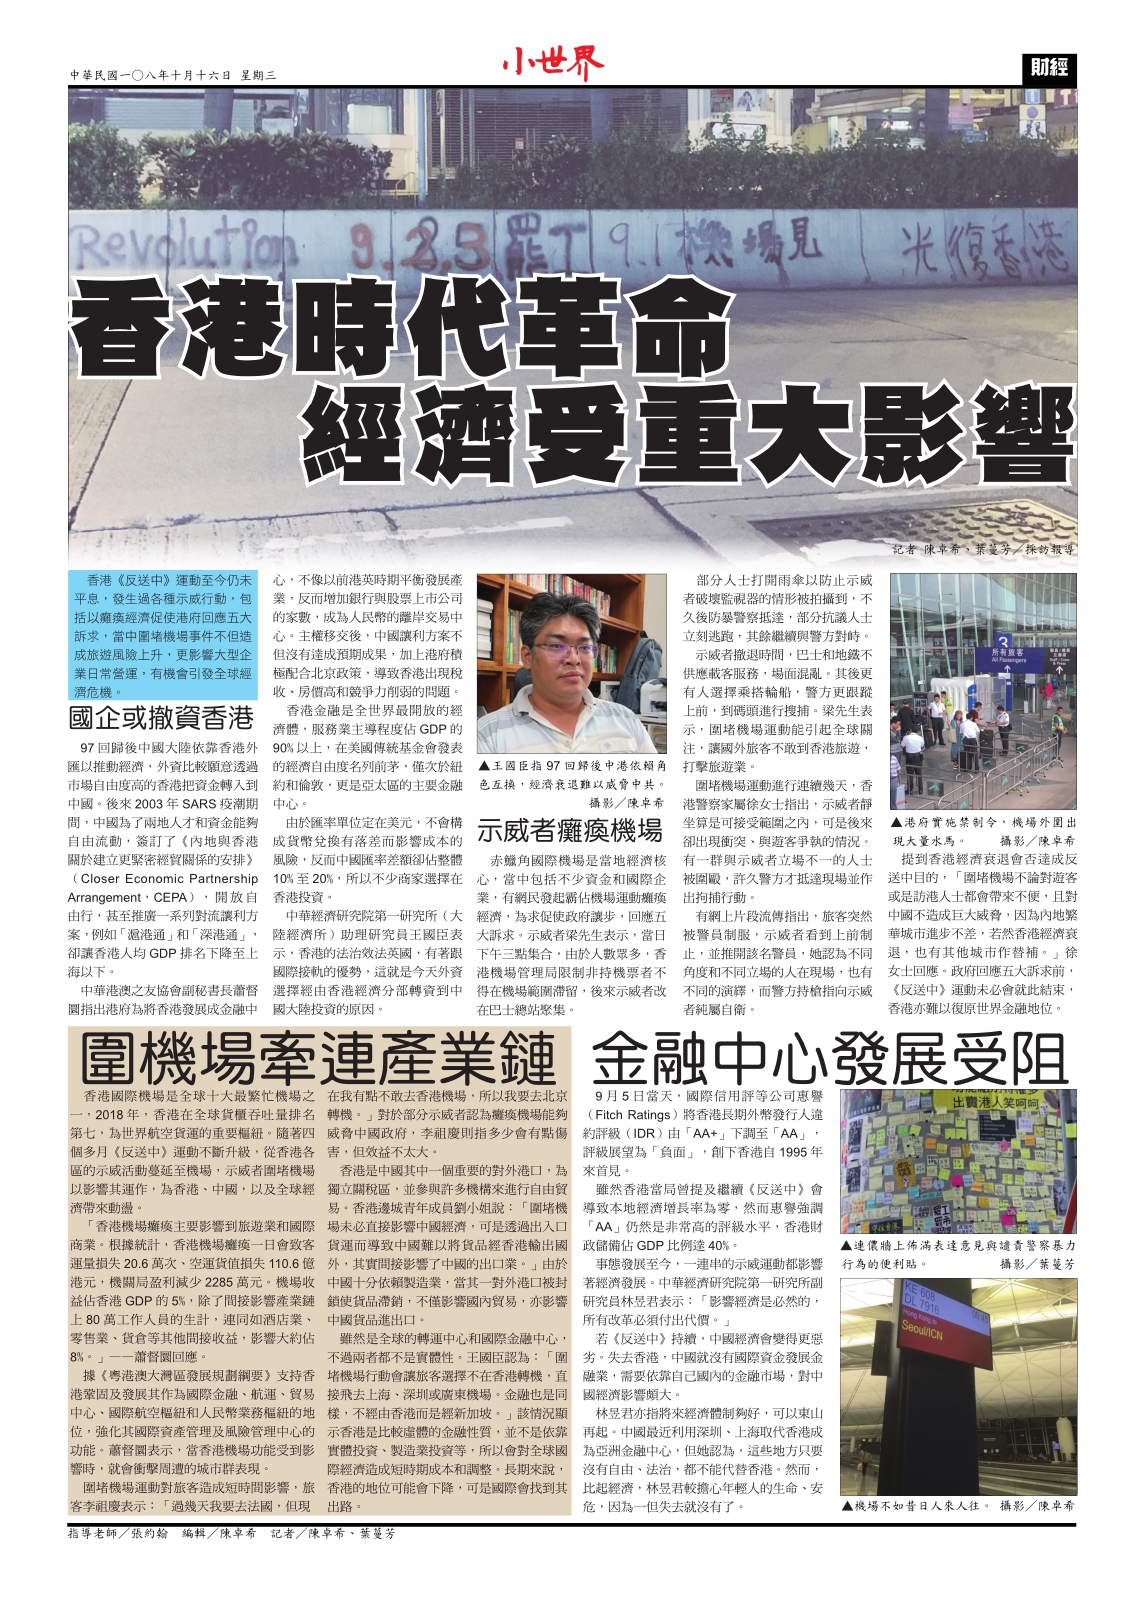 中華民國一〇八年十月十六日 星期三
小世界
財經
Revolution 9.2.3 罷工 9.1 機場見 光復香港
香港時代革命
經濟受重大影響
記者 陳卓希、葉蔓芳／採訪報導
香港《反送中》運動至今仍未
平息，發生過各種示威行動，包
括以癱瘓經濟促使港府回應五大
訴求，當中圍堵機場事件不但造
成旅遊風險上升，更影響大型企
業日常營運，有機會引發全球經
濟危機。
國企或撤資香港
97 回歸後中國大陸依靠香港外
匯以推動經濟，外資比較願意透過
市場自由度高的香港把資金轉入到
中國。後來 2003 年 SARS 疫潮期
間，中國為了兩地人才和資金能夠
自由流動，簽訂了《內地與香港
關於建立更緊密經貿關係的安排》
（Closer Economic Partnership
Arrangement，CEPA），開放自
由行，甚至推廣一系列對流讓利方
案，例如「滬港通」和「深港通」，
卻讓香港人均 GDP 排名下降至上
海以下。
中華港澳之友協會副秘書長蕭督
圜指出港府為將香港發展成金融中
心，不像以前港英時期平衡發展產
業，反而增加銀行與股票上市公司
的家數，成為人民幣的離岸交易中
心。主權移交後，中國讓利方案不
但沒有達成預期成果，加上港府積
極配合北京政策，導致香港出現稅
收、房價高和競爭力削弱的問題。
香港金融是全世界最開放的經
濟體，服務業主導程度佔 GDP 的
90% 以上，在美國傳統基金會發表
的經濟自由度名列前茅，僅次於紐
約和倫敦，更是亞太區的主要金融
中心。
由於匯率單位定在美元，不會構
成貨幣兌換有落差而影響成本的
風險，反而中國匯率差額卻佔整體
10% 至 20%，所以不少商家選擇在
香港投資。
中華經濟研究院第一研究所（大
陸經濟所）助理研究員王國臣表
示，香港的法治效法英國，有著跟
國際接軌的優勢，這就是今天外資
選擇經由香港經濟分部轉資到中
國大陸投資的原因。
▲王國臣指 97 回歸後中港依賴角
色互換，經濟衰退難以威脅中共。
攝影／陳卓希
示威者癱瘓機場
赤鱲角國際機場是當地經濟核
心，當中包括不少資金和國際企
業，有網民發起霸佔機場運動癱瘓
經濟，為求促使政府讓步，回應五
大訴求。示威者梁先生表示，當日
下午三點集合，由於人數眾多，香
港機場管理局限制非持機票者不
得在機場範圍滯留，後來示威者改
在巴士總站聚集。
部分人士打開雨傘以防止示威
者破壞監視器的情形被拍攝到，不
久後防暴警察抵達，部分抗議人士
立刻逃跑，其餘繼續與警方對峙。
示威者撤退時間，巴士和地鐵不
供應載客服務，場面混亂。其後更
有人選擇乘搭輪船，警方更跟蹤
上前，到碼頭進行搜捕。梁先生表
示，圍堵機場運動能引起全球關
注，讓國外旅客不敢到香港旅遊，
打擊旅遊業。
圍堵機場運動進行連續幾天，香
港警察家屬徐女士指出，示威者靜
坐算是可接受範圍之內，可是後來
卻出現衝突、與遊客爭執的情況。
有一群與示威者立場不一的人士
被圍毆，許久警方才抵達現場並作
出拘捕行動。
有網上片段流傳指出，旅客突然
被警員制服，示威者看到上前制
止，並推開該名警員，她認為不同
角度和不同立場的人在現場，也有
不同的演繹，而警方持槍指向示威
者純屬自衛。
3
所有旅客
All Passengers
▲港府實施禁制令，機場外圍出
現大量水馬。 攝影／陳卓希
提到香港經濟衰退會否達成反
送中目的，「圍堵機場不論對遊客
或是訪港人士都會帶來不便，且對
中國不造成巨大威脅，因為內地繁
華城市進步不差，若然香港經濟衰
退，也有其他城市作替補。」徐
女士回應。政府回應五大訴求前，
《反送中》運動未必會就此結束，
香港亦難以復原世界金融地位。
圍機場牽連產業鏈
香港國際機場是全球十大最繁忙機場之
一，2018 年，香港在全球貨櫃吞吐量排名
第七，為世界航空貨運的重要樞紐。隨著四
個多月《反送中》運動不斷升級，從香港各
區的示威活動蔓延至機場，示威者圍堵機場
以影響其運作，為香港、中國，以及全球經
濟帶來動盪。
「香港機場癱瘓主要影響到旅遊業和國際
商業。根據統計，香港機場癱瘓一日會致客
運量損失 20.6 萬次、空運貨值損失 110.6 億
港元，機關局盈利減少 2285 萬元。機場收
益佔香港 GDP 的 5%，除了間接影響產業鏈
上 80 萬工作人員的生計，連同如酒店業、
零售業、貨倉等其他間接收益，影響大約佔
8%。」——蕭督圜回應。
據《粵港澳大灣區發展規劃綱要》支持香
港鞏固及發展其作為國際金融、航運、貿易
中心、國際航空樞紐和人民幣業務樞紐的地
位，強化其國際資產管理及風險管理中心的
功能。蕭督圜表示，當香港機場功能受到影
響時，就會衝擊周遭的城市群表現。
圍堵機場運動對旅客造成短時間影響，旅
客李祖慶表示：「過幾天我要去法國，但現
在我有點不敢去香港機場，所以我要去北京
轉機。」對於部分示威者認為癱瘓機場能夠
威脅中國政府，李祖慶則指多少會有點傷
害，但效益不太大。
香港是中國其中一個重要的對外港口，為
獨立關稅區，並參與許多機構來進行自由貿
易。香港邊城青年成員劉小姐說：「圍堵機
場未必直接影響中國經濟，可是透過出入口
貨運而導致中國難以將貨品經香港輸出國
外，其實間接影響了中國的出口業。」由於
中國十分依賴製造業，當其一對外港口被封
鎖使貨品滯銷，不僅影響國內貿易，亦影響
中國貨品進出口。
雖然是全球的轉運中心和國際金融中心，
不過兩者都不是實體性。王國臣認為：「圍
堵機場行動會讓旅客選擇不在香港轉機，直
接飛去上海、深圳或廣東機場。金融也是同
樣，不經由香港而是經新加坡。」該情況顯
示香港是比較虛體的金融性質，並不是依靠
實體投資、製造業投資等，所以會對全球國
際經濟造成短時期成本和調整。長期來說，
香港的地位可能會下降，可是國際會找到其
出路。
金融中心發展受阻
9 月 5 日當天，國際信用評等公司惠譽
（Fitch Ratings）將香港長期外幣發行人違
約評級（IDR）由「AA+」下調至「AA」，
評級展望為「負面」，創下香港自 1995 年
來首見。
雖然香港當局曾提及繼續《反送中》會
導致本地經濟增長率為零，然而惠譽強調
「AA」仍然是非常高的評級水平，香港財
政儲備佔 GDP 比例達 40%。
事態發展至今，一連串的示威運動都影響
著經濟發展。中華經濟研究院第一研究所副
研究員林昱君表示：「影響經濟是必然的，
所有改革必須付出代價。」
若《反送中》持續，中國經濟會變得更惡
劣。失去香港，中國就沒有國際資金發展金
融業，需要依靠自己國內的金融市場，對中
國經濟影響頗大。
林昱君亦指將來經濟體制夠好，可以東山
再起。中國最近利用深圳、上海取代香港成
為亞洲金融中心，但她認為，這些地方只要
沒有自由、法治，都不能代替香港。然而，
比起經濟，林昱君較擔心年輕人的生命、安
危，因為一但失去就沒有了。
出賣港人笑呵呵
▲連儂牆上佈滿表達意見與譴責警察暴力
行為的便利貼。 攝影／葉蔓芳
KE 608
DL 7916
00:45
Hong Kong to
Seoul/ICN
▲機場不如昔日人來人往。 攝影／陳卓希
指導老師／張約翰 編輯／陳卓希 記者／陳卓希、葉蔓芳